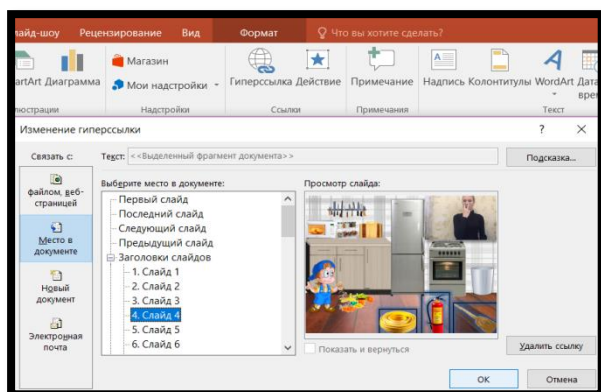 лайд-шоу Рецензирование Вид Формат Что вы хотите сделать?
Магазин
artArt Диаграмма Мои надстройки Гиперссылка Действие Примечание Надпись Колонтитулы WordArt Дата
врем
люстрации Надстройки Ссылки Примечания Текст
Изменение гиперссылки ? ×
Связать с: Текст: <<Выделенный фрагмент документа>> Подсказка...
файлом, веб-
страницей
Место в
документе
Новый
документ
Электронная
почта
Выберите место в документе:
Первый слайд
Последний слайд
Следующий слайд
Предыдущий слайд
Заголовки слайдов
1. Слайд 1
2. Слайд 2
3. Слайд 3
4. Слайд 4
5. Слайд 5
6. Слайд 6
Просмотр слайда:
Показать и вернуться
Удалить ссылку
ОК Отмена